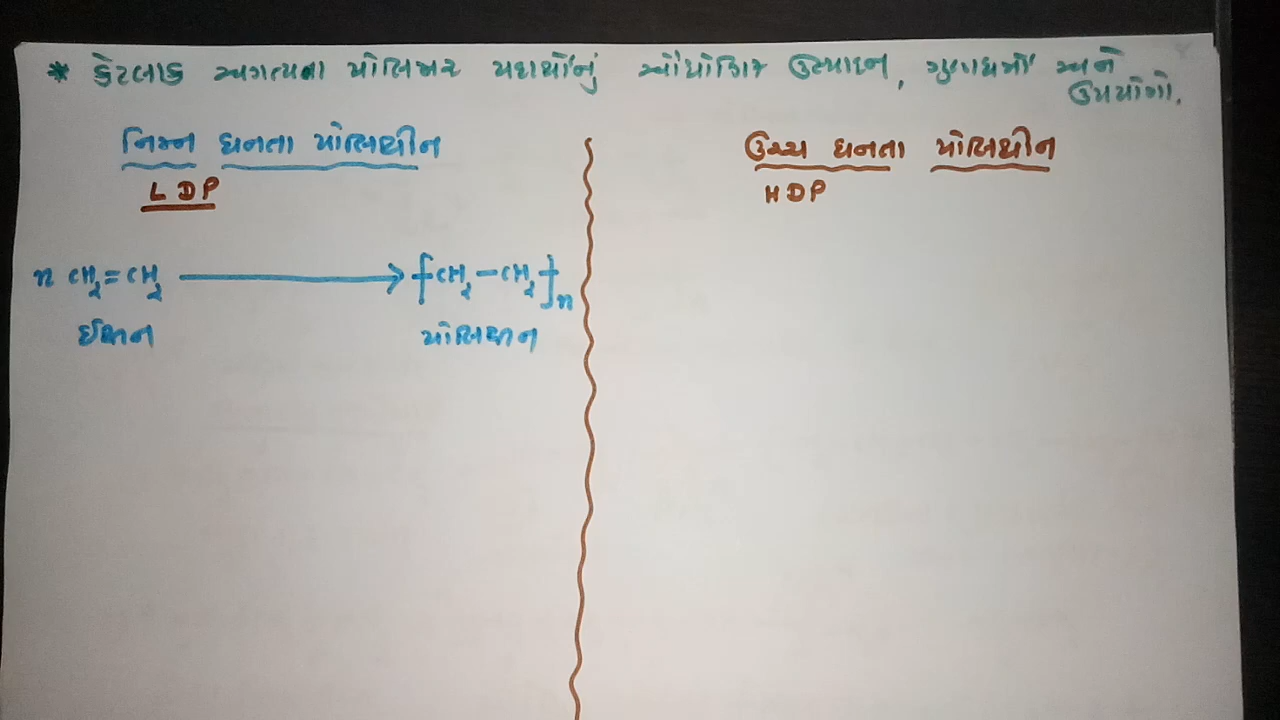 * કેટલાક અગત્યના પોલિમર પદાર્થોનું ઔદ્યોગિક ઉત્પાદન, ગુણધર્મો અને
ઉપયોગો.
નિમ્ન ઘનતા પોલિથીન
LDP
n CH₂=CH₂ ⟶ [CH₂−CH₂]ₙ
ઈથીન પોલિથીન
ઉચ્ચ ઘનતા પોલિથીન
HDP